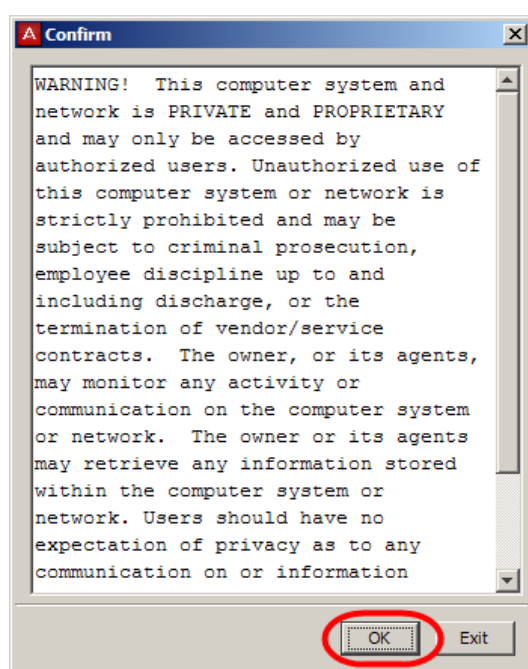 A Confirm
WARNING!  This computer system and
network is PRIVATE and PROPRIETARY
and may only be accessed by
authorized users. Unauthorized use of
this computer system or network is
strictly prohibited and may be
subject to criminal prosecution,
employee discipline up to and
including discharge, or the
termination of vendor/service
contracts.  The owner, or its agents,
may monitor any activity or
communication on the computer system
or network.  The owner or its agents
may retrieve any information stored
within the computer system or
network. Users should have no
expectation of privacy as to any
communication on or information
OK Exit